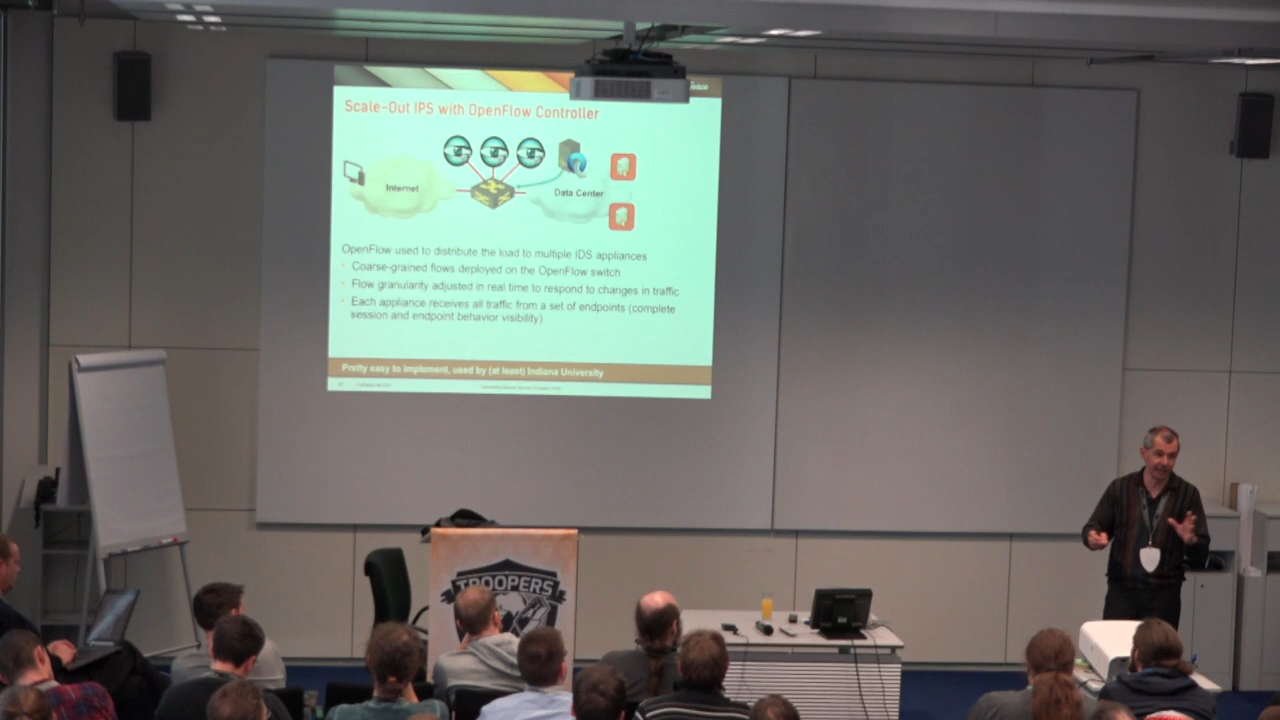 Scale-Out IPS with OpenFlow Controller
Internet
Data Center
OpenFlow used to distribute the load to multiple IDS appliances
Coarse-grained flows deployed on the OpenFlow switch
Flow granularity adjusted in real time to respond to changes in traffic
Each appliance receives all traffic from a set of endpoints (complete
session and endpoint behavior visibility)
Pretty easy to implement, used by (at least) Indiana University
TROOPERS